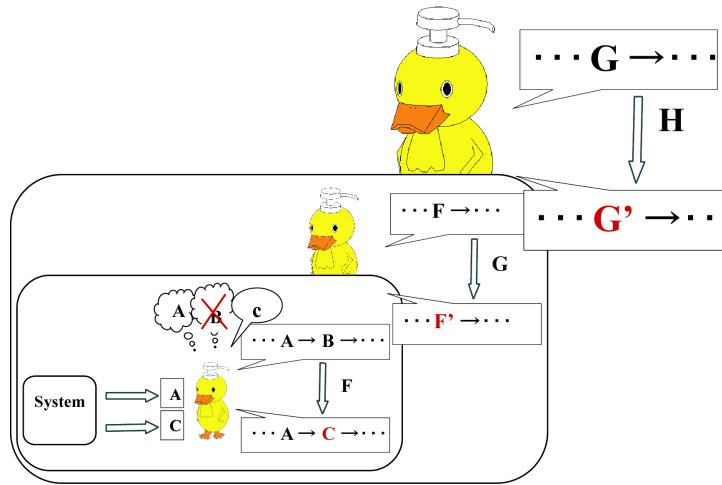 ··· G → ···
H
··· G’ → ··
··· F → ···
G
··· F’ → ···
A
B
c
··· A → B → ···
F
System
A
C
··· A → C → ···